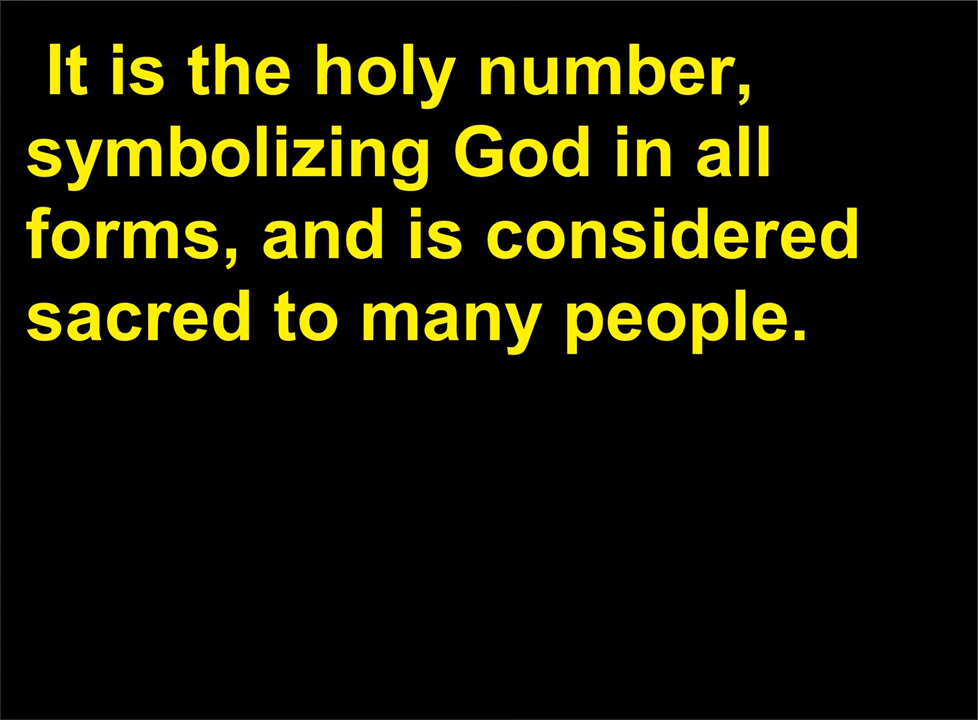 It is the holy number,
symbolizing God in all
forms, and is considered
sacred to many people.